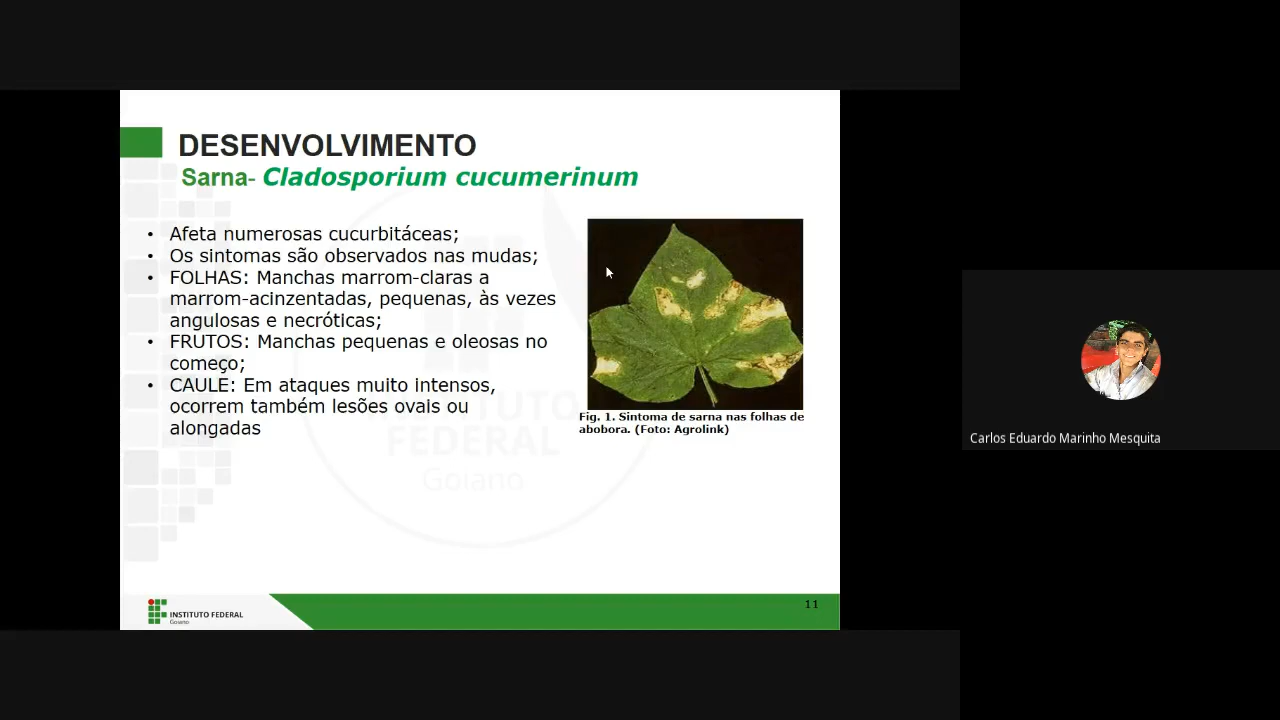 DESENVOLVIMENTO
Sarna- Cladosporium cucumerinum
• Afeta numerosas cucurbitáceas;
• Os sintomas são observados nas mudas;
• FOLHAS: Manchas marrom-claras a
marrom-acinzentadas, pequenas, às vezes
angulosas e necróticas;
• FRUTOS: Manchas pequenas e oleosas no
começo;
• CAULE: Em ataques muito intensos,
ocorrem também lesões ovais ou
alongadas
Fig. 1. Sintoma de sarna nas folhas de
abobora. (Foto: Agrolink)
INSTITUTO
FEDERAL
Goiano
11
INSTITUTO FEDERAL
Goiano
Carlos Eduardo Marinho Mesquita